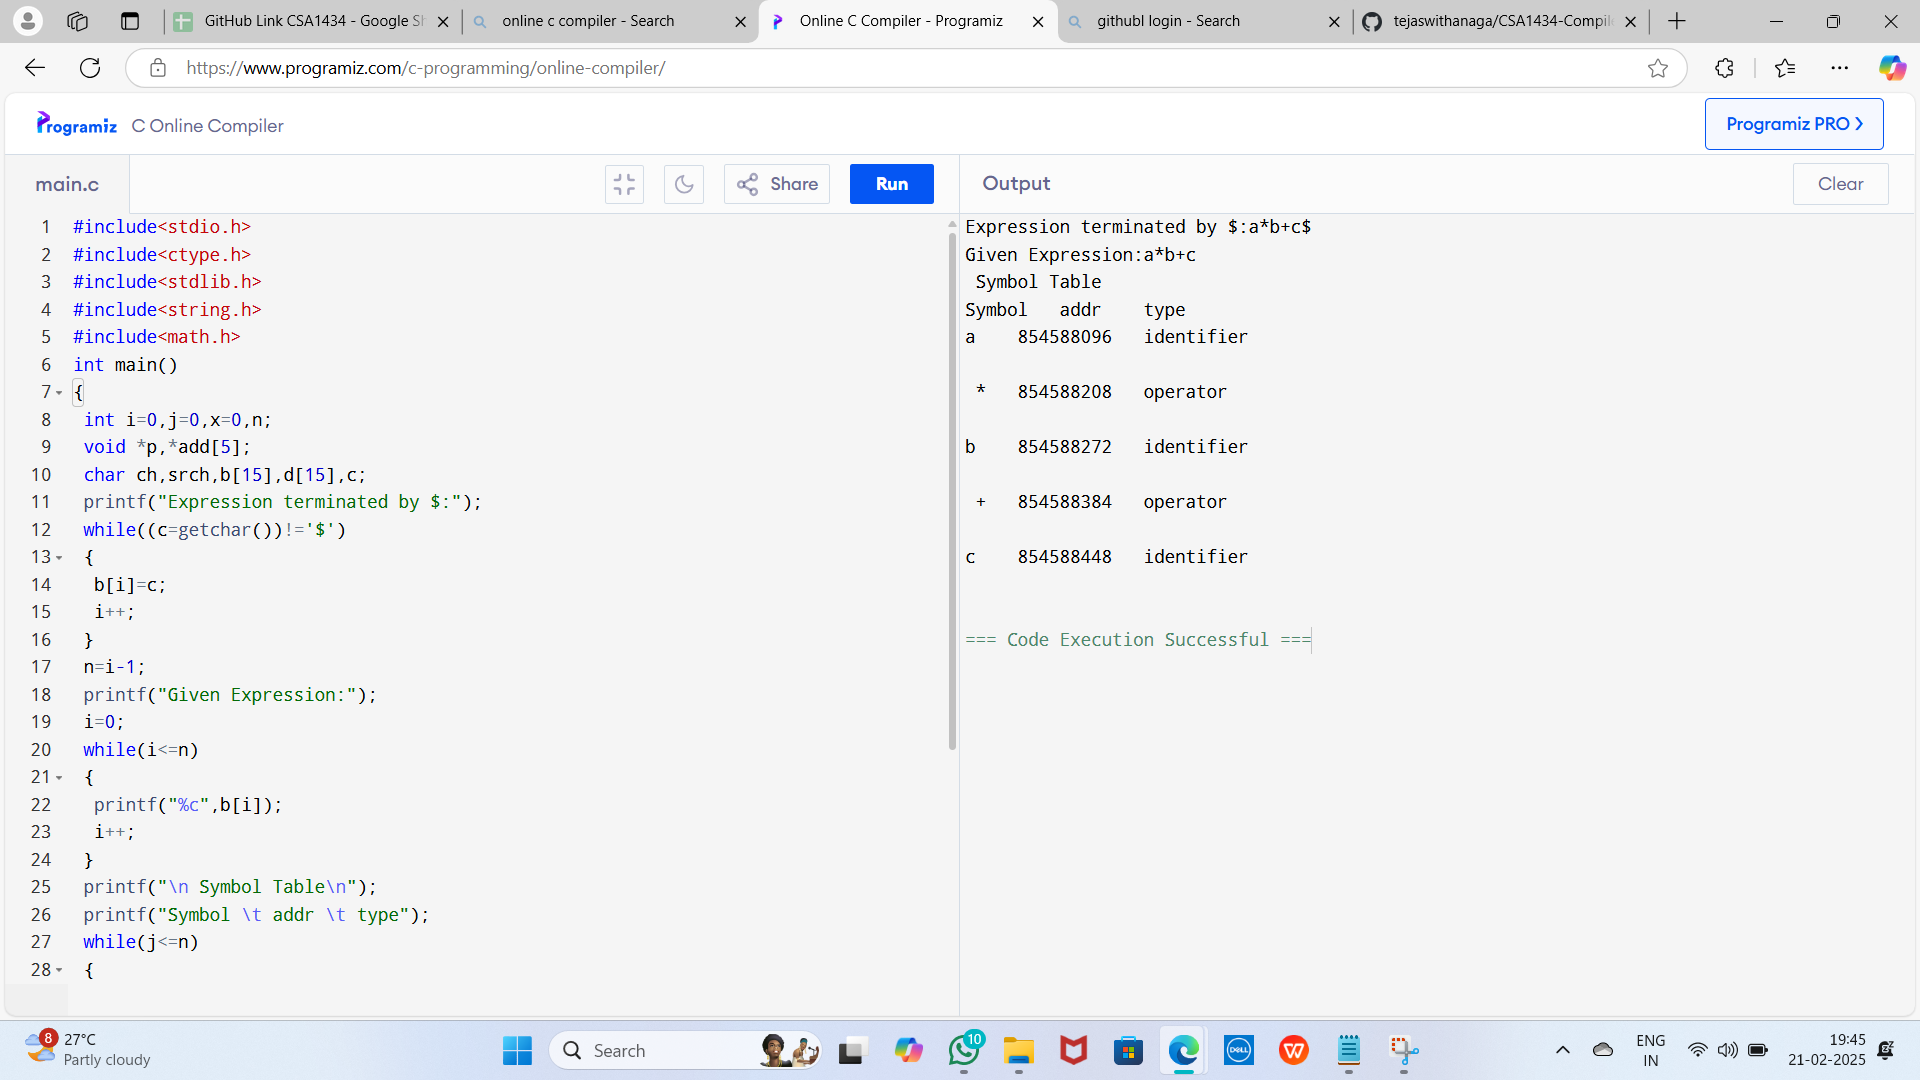 GitHub Link CSA1434 - Google Sh
online c compiler - Search
Online C Compiler - Programiz
githubl login - Search
tejaswithanaga/CSA1434-Compil
https://www.programiz.com/c-programming/online-compiler/
Programiz
C Online Compiler
Programiz PRO
main.c
Share
Run
Output
Clear
1 #include<stdio.h>
2 #include<ctype.h>
3 #include<stdlib.h>
4 #include<string.h>
5 #include<math.h>
6 int main()
7 {
8 int i=0,j=0,x=0,n;
9 void *p,*add[5];
10 char ch,srch,b[15],d[15],c;
11 printf("Expression terminated by $:");
12 while((c=getchar())!='$')
13 {
14 b[i]=c;
15 i++;
16 }
17 n=i-1;
18 printf("Given Expression:");
19 i=0;
20 while(i<=n)
21 {
22 printf("%c",b[i]);
23 i++;
24 }
25 printf("\n Symbol Table\n");
26 printf("Symbol \t addr \t type");
27 while(j<=n)
28 {
Expression terminated by $:a*b+c$
Given Expression:a*b+c
Symbol Table
Symbol addr type
a 854588096 identifier
* 854588208 operator
b 854588272 identifier
+ 854588384 operator
c 854588448 identifier
=== Code Execution Successful ===
8
27°C
Partly cloudy
Search
10
DELL
W
ENG
IN
19:45
21-02-2025